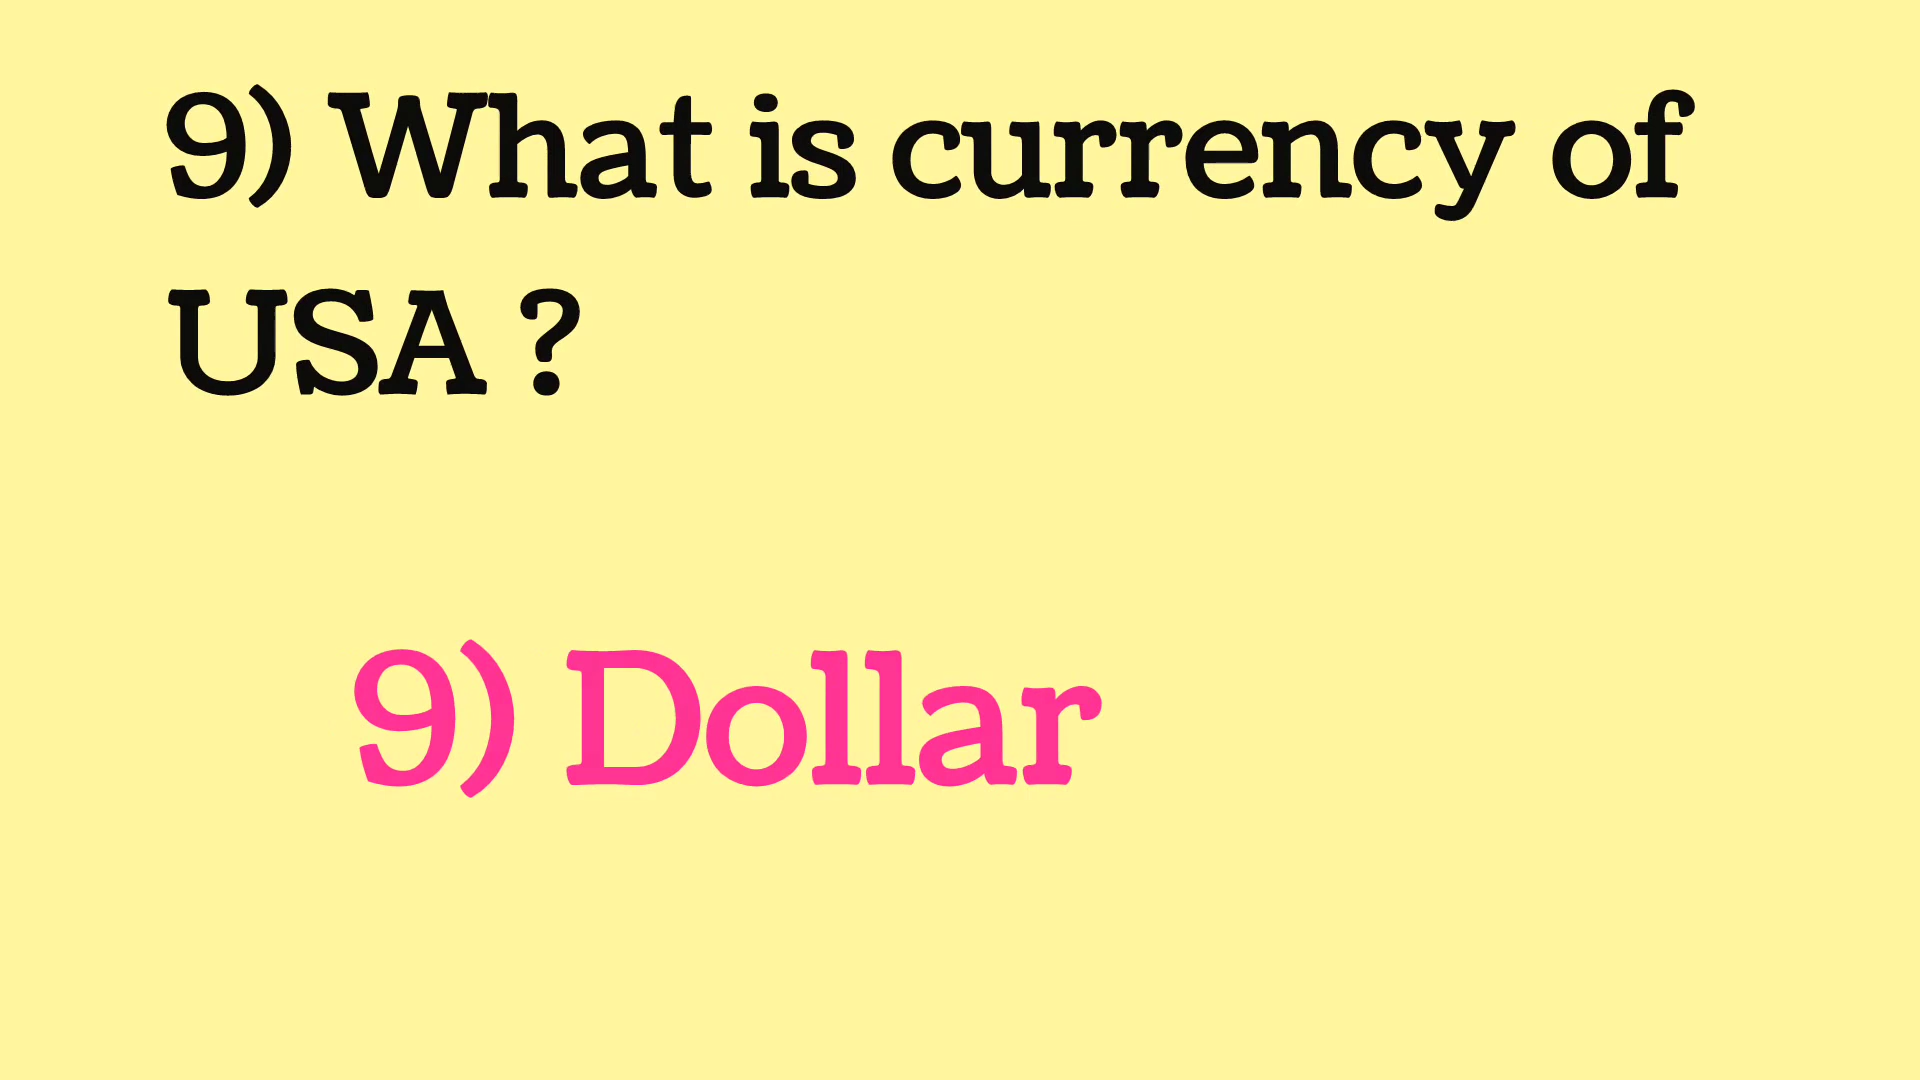 9) What is currency of
USA ?
9) Dollar